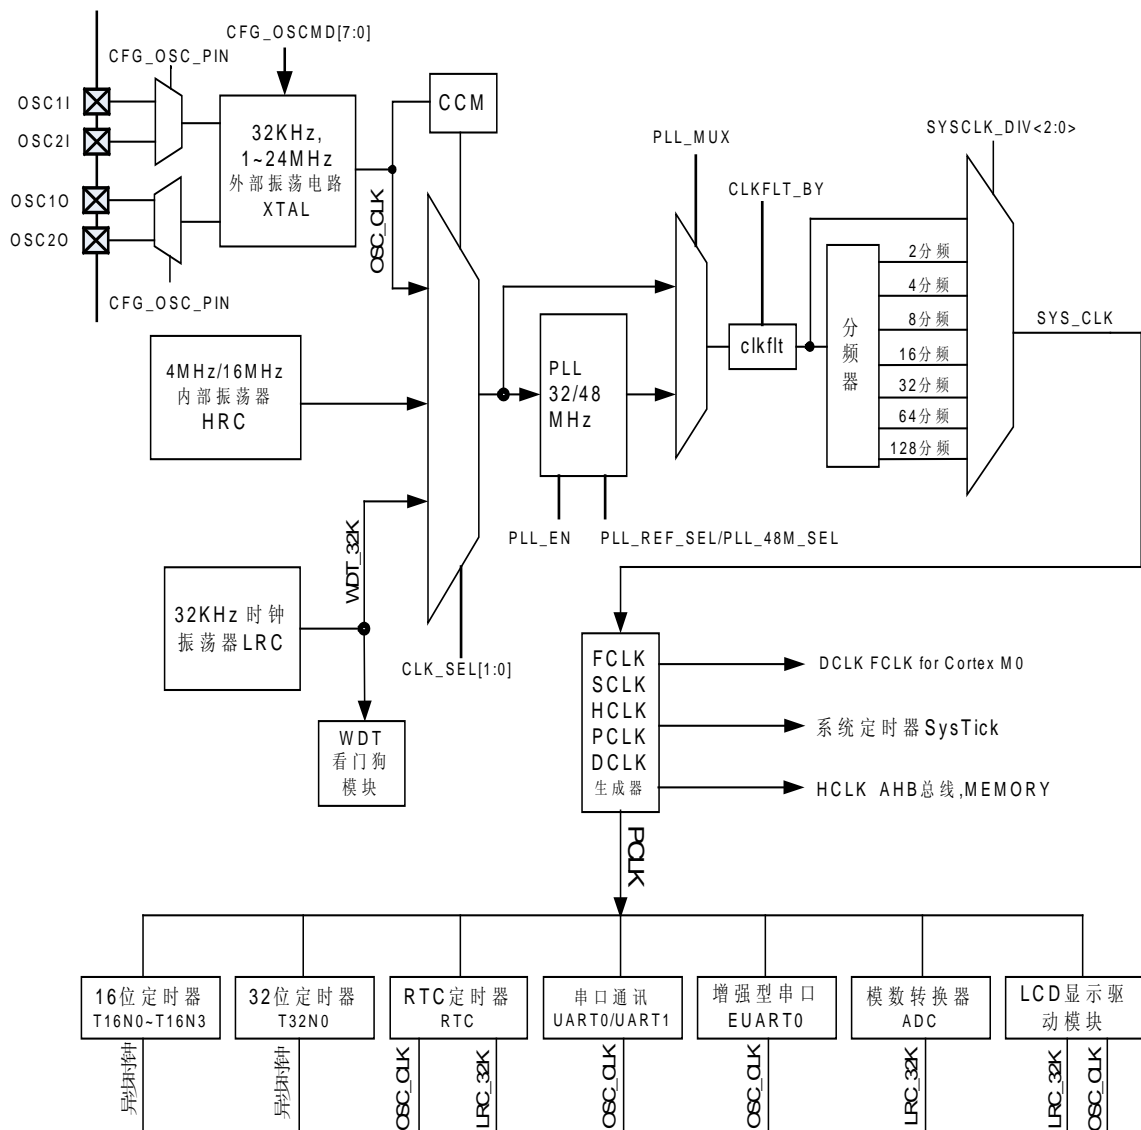 CFG_OSCMD[7:0]
CFG_OSC_PIN
OSC1I
OSC2I
OSC1O
OSC2O
CFG_OSC_PIN
32KHz,
1~24MHz
外部振荡电路
XTAL
CCM
OSC_CLK
PLL_MUX
CLKFLT_BY
SYSCLK_DIV<2:0>
4MHz/16MHz
内部振荡器
HRC
PLL
32/48
MHz
clkflt
分频器
2分频
4分频
8分频
16分频
32分频
64分频
128分频
SYS_CLK
PLL_EN
PLL_REF_SEL/PLL_48M_SEL
WDT_32K
32KHz 时钟
振荡器LRC
CLK_SEL[1:0]
WDT
看门狗
模块
FCLK
SCLK
HCLK
PCLK
DCLK
生成器
DCLK FCLK for Cortex M0
系统定时器SysTick
HCLK AHB总线,MEMORY
PCLK
16位定时器
T16N0~T16N3
32位定时器
T32N0
RTC定时器
RTC
串口通讯
UART0/UART1
增强型串口
EUART0
模数转换器
ADC
LCD显示驱
动模块
异步时钟
异步时钟
OSC_CLK
LRC_32K
OSC_CLK
OSC_CLK
LRC_32K
LRC_32K
OSC_CLK